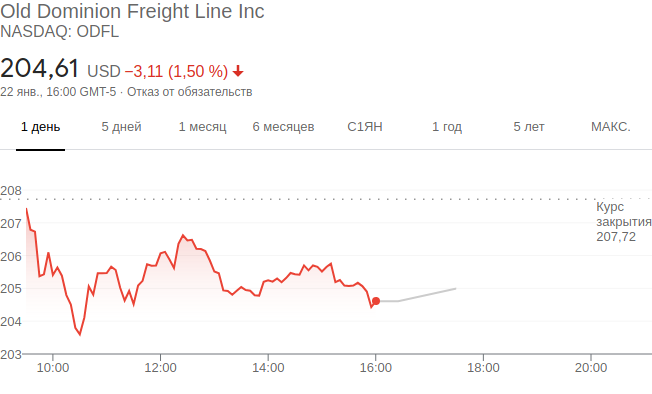 Old Dominion Freight Line Inc
NASDAQ: ODFL
204,61 USD −3,11 (1,50 %)
22 янв., 16:00 GMT-5 · Отказ от обязательств
1 день 5 дней 1 месяц 6 месяцев С1ЯН 1 год 5 лет МАКС.
208
Курс
закрытия
207,72
207
206
205
204
203
10:00 12:00 14:00 16:00 18:00 20:00